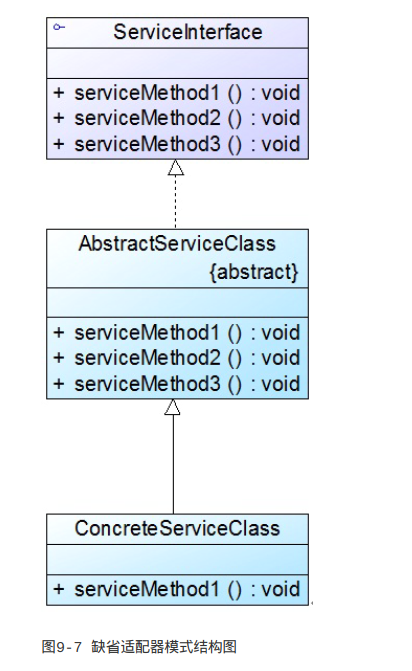 ServiceInterface
+ serviceMethod1 () : void
+ serviceMethod2 () : void
+ serviceMethod3 () : void
AbstractServiceClass
{abstract}
+ serviceMethod1 () : void
+ serviceMethod2 () : void
+ serviceMethod3 () : void
ConcreteServiceClass
+ serviceMethod1 () : void
图9-7 缺省适配器模式结构图